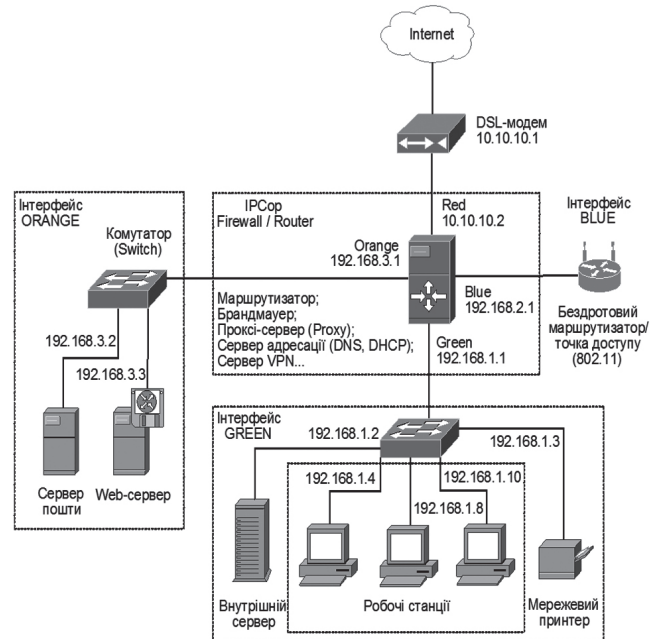 Internet
DSL-модем
10.10.10.1
Інтерфейс
ORANGE
Комутатор
(Switch)
192.168.3.2
192.168.3.3
Сервер
пошти
Web-сервер
IPCop
Firewall / Router
Red
10.10.10.2
Orange
192.168.3.1
Blue
192.168.2.1
Маршрутизатор;
Брандмауер;
Проксі-сервер (Proxy);
Сервер адресації (DNS, DHCP);
Сервер VPN...
Green
192.168.1.1
Інтерфейс
BLUE
Бездротовий
маршрутизатор/
точка доступу
(802.11)
Інтерфейс
GREEN
192.168.1.2
192.168.1.3
192.168.1.4
192.168.1.10
192.168.1.8
Внутрішній
сервер
Робочі станції
Мережевий
принтер